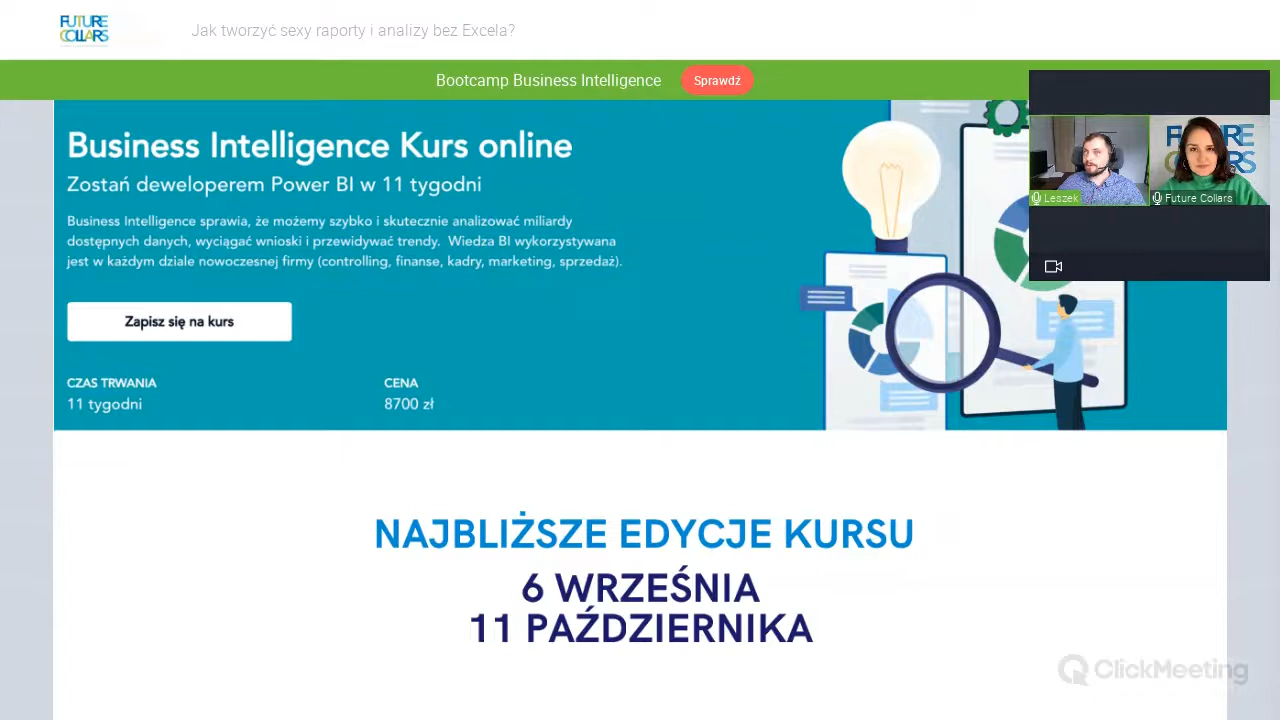 FUTURE
COLLARS
Jak tworzyć sexy raporty i analizy bez Excela?
Bootcamp Business Intelligence
Sprawdź
Business Intelligence Kurs online
Zostań deweloperem Power BI w 11 tygodni
Business Intelligence sprawia, że możemy szybko i skutecznie analizować miliardy
dostępnych danych, wyciągać wnioski i przewidywać trendy. Wiedza BI wykorzystywana
jest w każdym dziale nowoczesnej firmy (controlling, finanse, kadry, marketing, sprzedaż).
Zapisz się na kurs
CZAS TRWANIA
11 tygodni
CENA
8700 zł
Leszek
Future Collars
NAJBLIŻSZE EDYCJE KURSU
6 WRZEŚNIA
11 PAŹDZIERNIKA
ClickMeeting